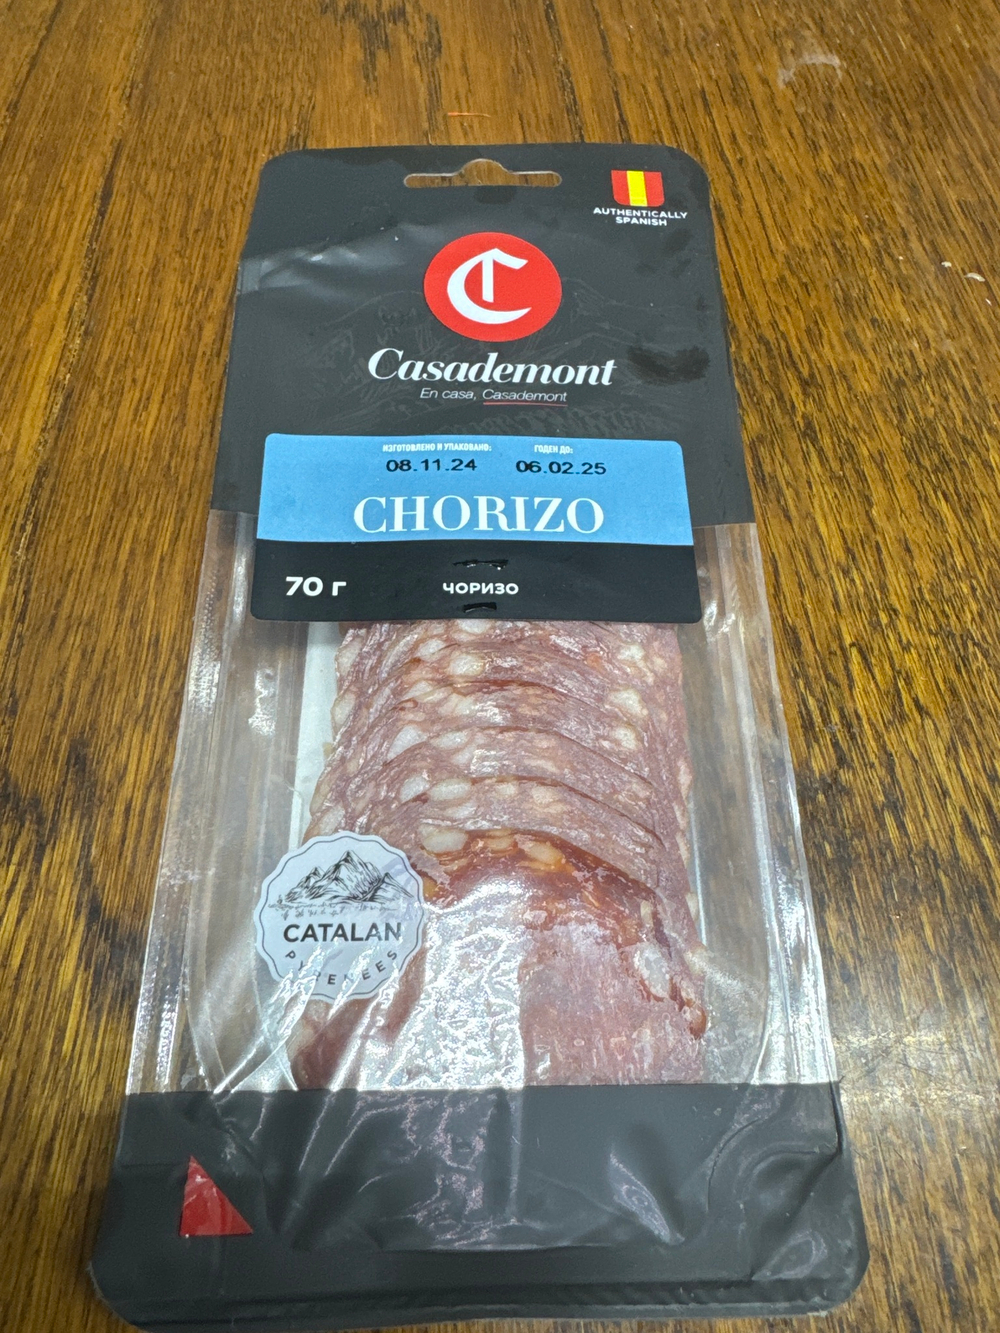 AUTHENTICALLY
SPANISH
Casademont
En casa, Casademont
ИЗГОТОВЛЕНО И УПАКОВАНО: ГОДЕН ДО:
08.11.24 06.02.25
CHORIZO
70 г ЧОРИЗО
CATALAN
PYRENEES